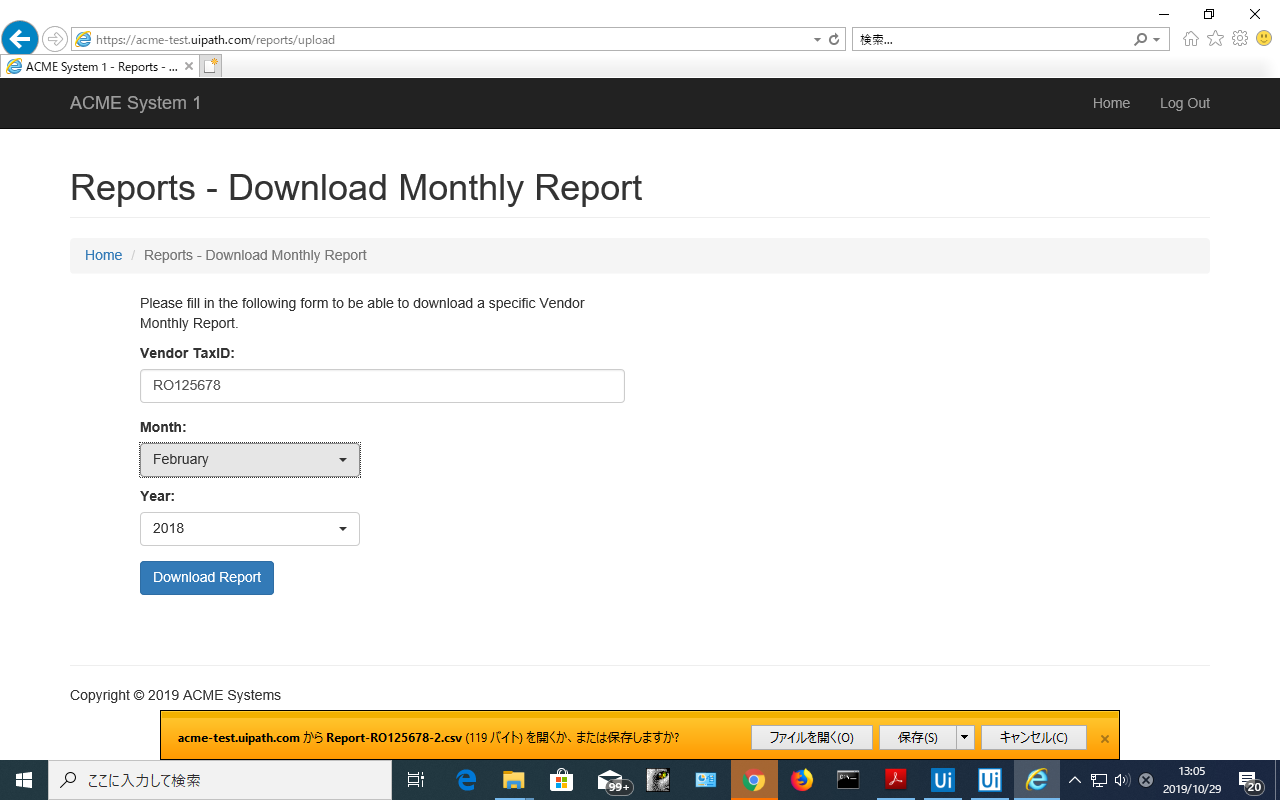 https://acme-test.uipath.com/reports/upload
検索...
ACME System 1 - Reports - ...
ACME System 1
Home
Log Out
Reports - Download Monthly Report
Home / Reports - Download Monthly Report
Please fill in the following form to be able to download a specific Vendor
Monthly Report.
Vendor TaxID:
RO125678
Month:
February
Year:
2018
Download Report
Copyright © 2019 ACME Systems
acme-test.uipath.com から Report-RO125678-2.csv (119 バイト) を開くか、または保存しますか?
ファイルを開く(O)
保存(S)
キャンセル(C)
ここに入力して検索
99+
Ui
Ui
13:05
2019/10/29
20